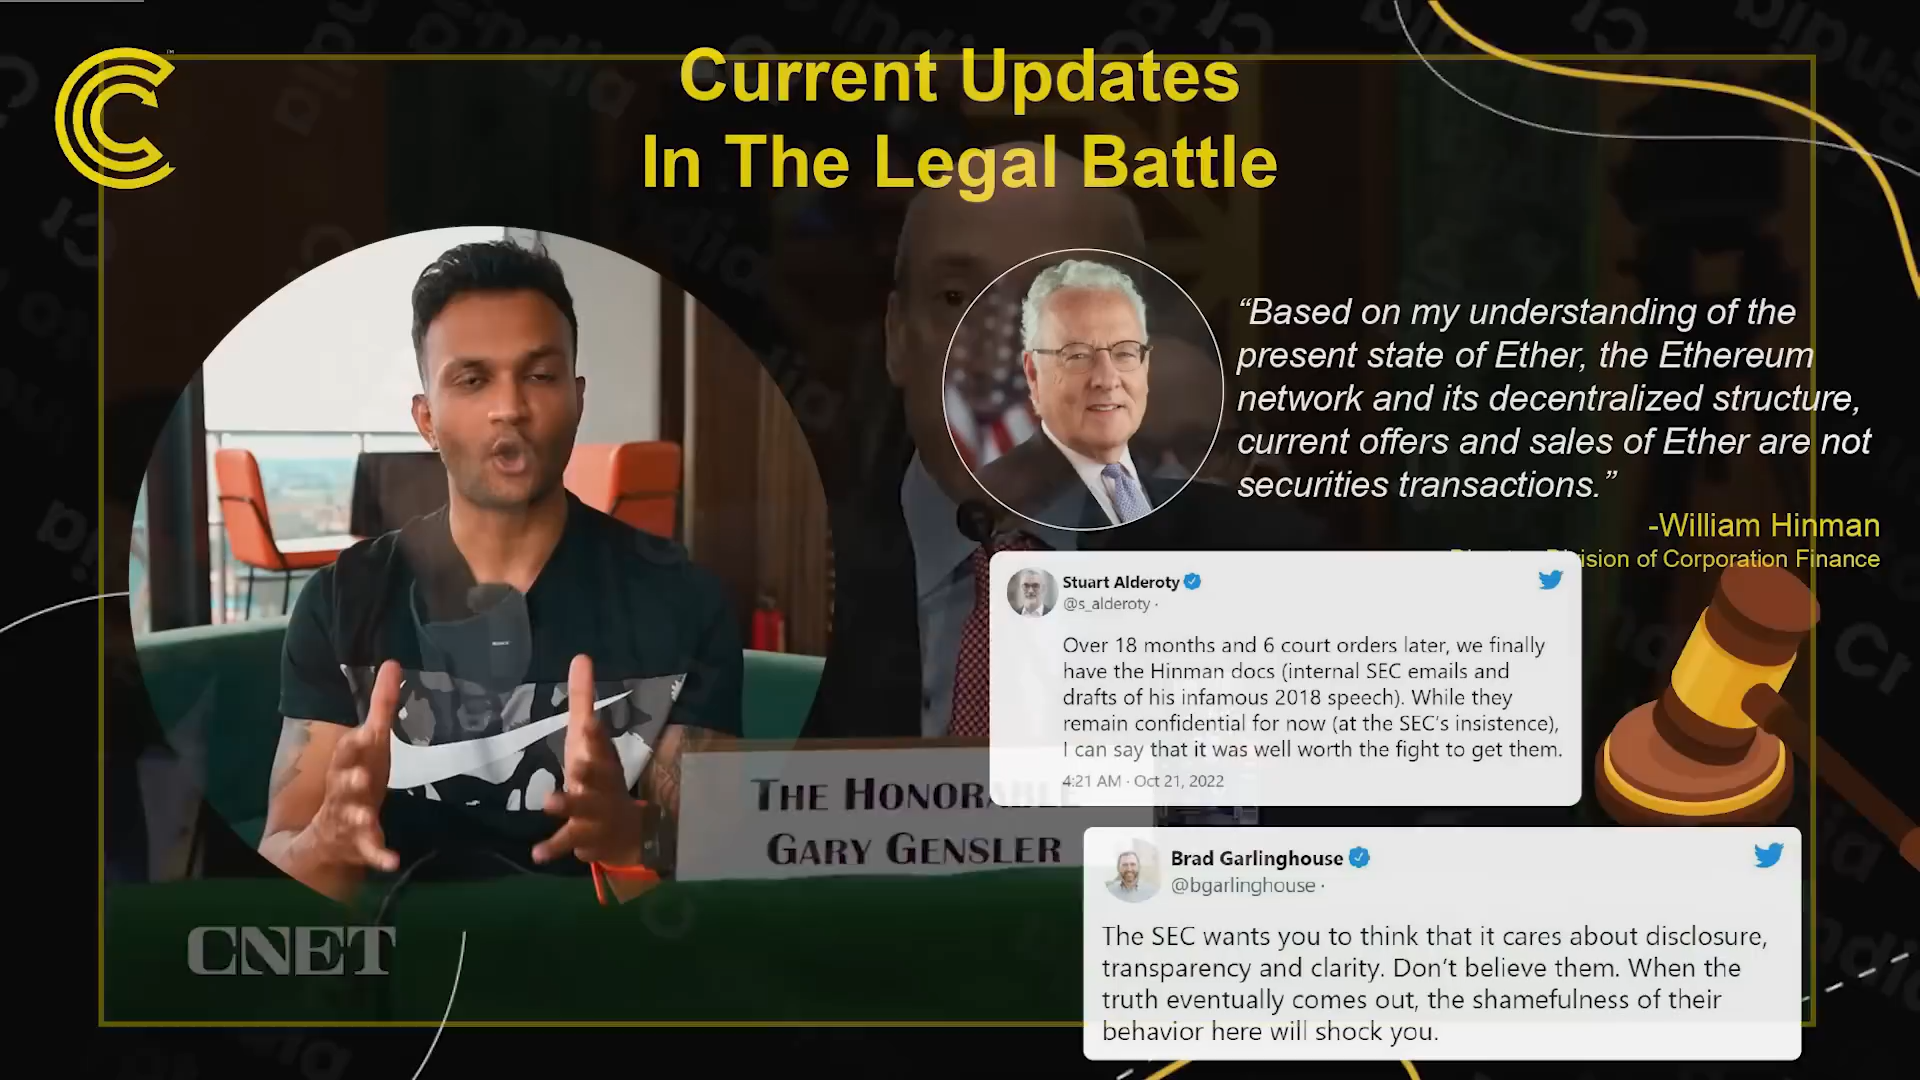 Current Updates
In The Legal Battle
“Based on my understanding of the
present state of Ether, the Ethereum
network and its decentralized structure,
current offers and sales of Ether are not
securities transactions.”
-William Hinman
Division of Corporation Finance
Stuart Alderoty
@s_alderoty ·
Over 18 months and 6 court orders later, we finally
have the Hinman docs (internal SEC emails and
drafts of his infamous 2018 speech). While they
remain confidential for now (at the SEC’s insistence),
I can say that it was well worth the fight to get them.
4:21 AM · Oct 21, 2022
THE HONORABLE
GARY GENSLER
Brad Garlinghouse
@bgarlinghouse ·
The SEC wants you to think that it cares about disclosure,
transparency and clarity. Don’t believe them. When the
truth eventually comes out, the shamefulness of their
behavior here will shock you.
CNET